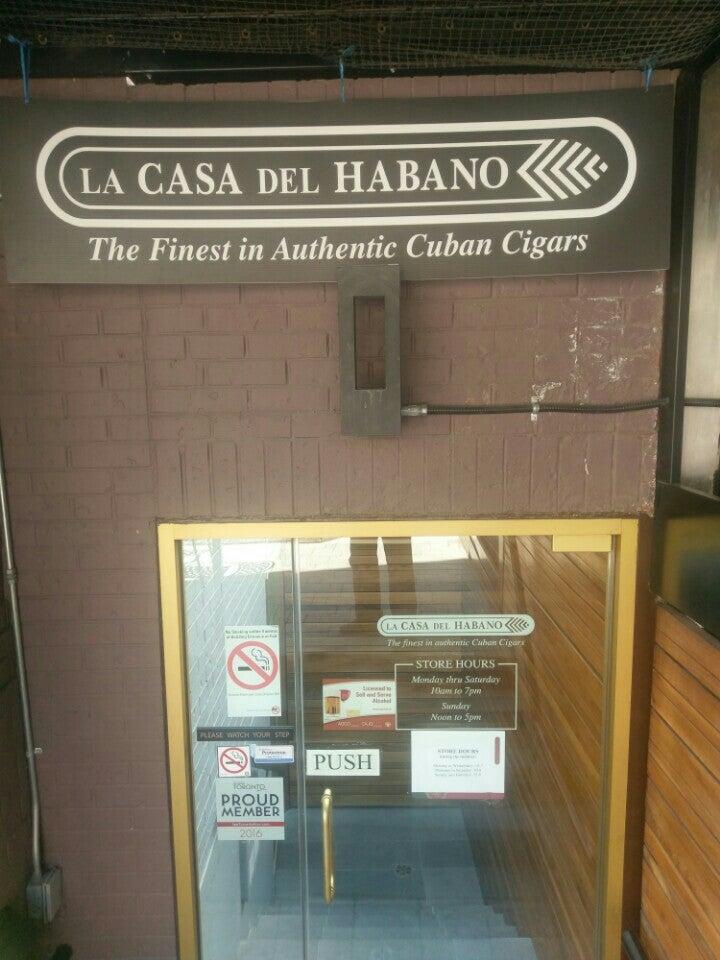 LA CASA DEL HABANO
The Finest in Authentic Cuban Cigars
LA CASA DEL HABANO
The finest in authentic Cuban Cigars
STORE HOURS
Monday thru Saturday
10am to 7pm
Sunday
Noon to 5pm
Licensed to
Sell and Serve
Alcohol
AGCO
PLEASE WATCH YOUR STEP
PUSH
STORE HOURS
TORONTO
PROUD
MEMBER
2016